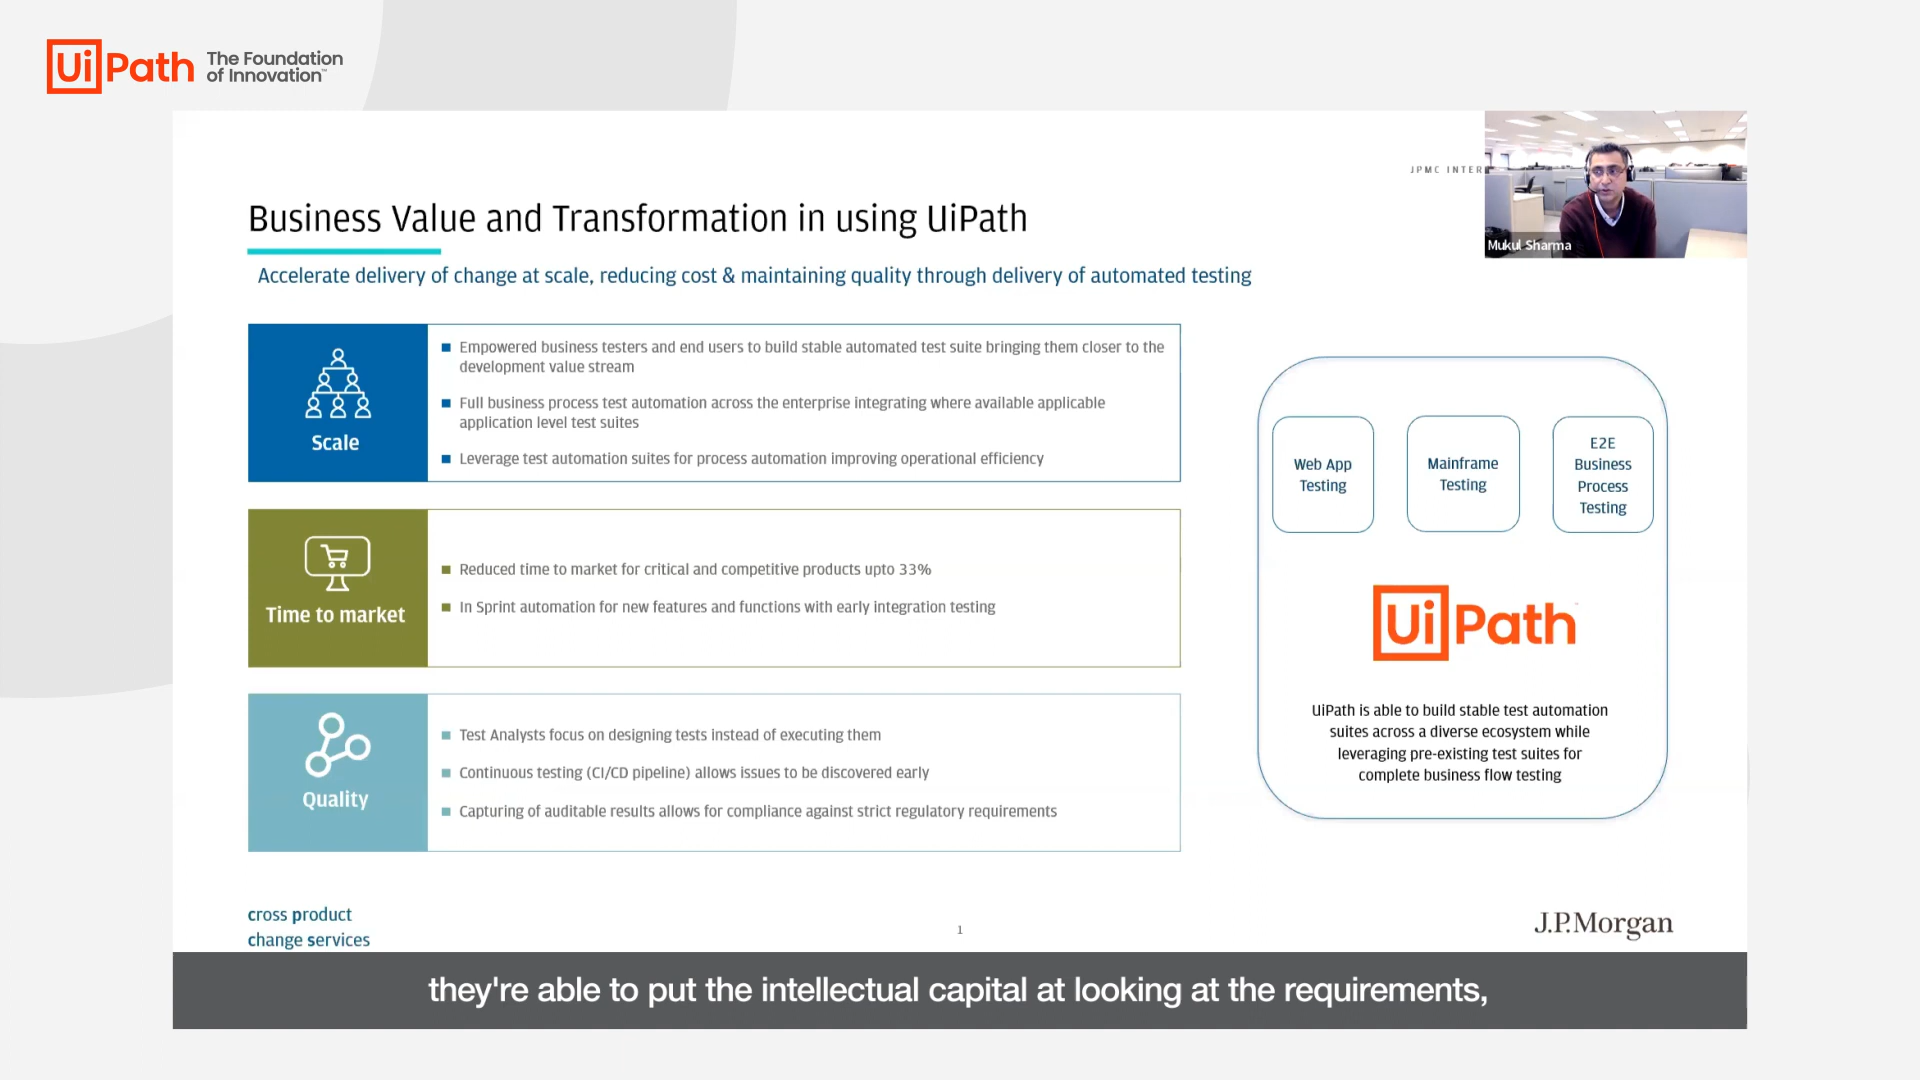 UiPath The Foundation
of Innovation™
JPMC INTER
Mukul Sharma
Business Value and Transformation in using UiPath
Accelerate delivery of change at scale, reducing cost & maintaining quality through delivery of automated testing
Scale
■ Empowered business testers and end users to build stable automated test suite bringing them closer to the
development value stream
■ Full business process test automation across the enterprise integrating where available applicable
application level test suites
■ Leverage test automation suites for process automation improving operational efficiency
Time to market
■ Reduced time to market for critical and competitive products upto 33%
■ In Sprint automation for new features and functions with early integration testing
Quality
■ Test Analysts focus on designing tests instead of executing them
■ Continuous testing (CI/CD pipeline) allows issues to be discovered early
■ Capturing of auditable results allows for compliance against strict regulatory requirements
Web App
Testing
Mainframe
Testing
E2E
Business
Process
Testing
UiPath
UiPath is able to build stable test automation
suites across a diverse ecosystem while
leveraging pre-existing test suites for
complete business flow testing
cross product
change services
1
J.P.Morgan
they're able to put the intellectual capital at looking at the requirements,